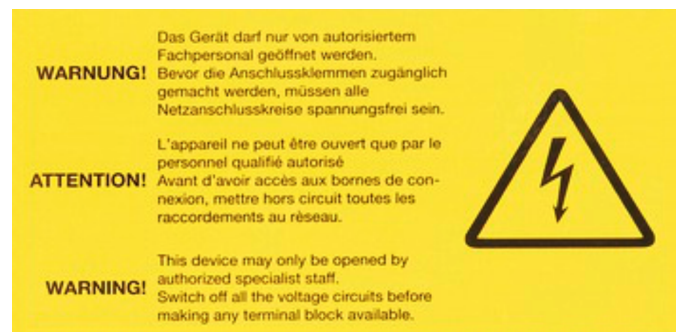 Das Gerät darf nur von autorisiertem
Fachpersonal geöffnet werden.
WARNUNG! Bevor die Anschlussklemmen zugänglich
gemacht werden, müssen alle
Netzanschlusskreise spannungsfrei sein.
L'appareil ne peut être ouvert que par le
personnel qualifié autorisé
ATTENTION! Avant d'avoir accès aux bornes de con-
nexion, mettre hors circuit toutes les
raccordements au rèseau.
This device may only be opened by
authorized specialist staff.
WARNING! Switch off all the voltage circuits before
making any terminal block available.